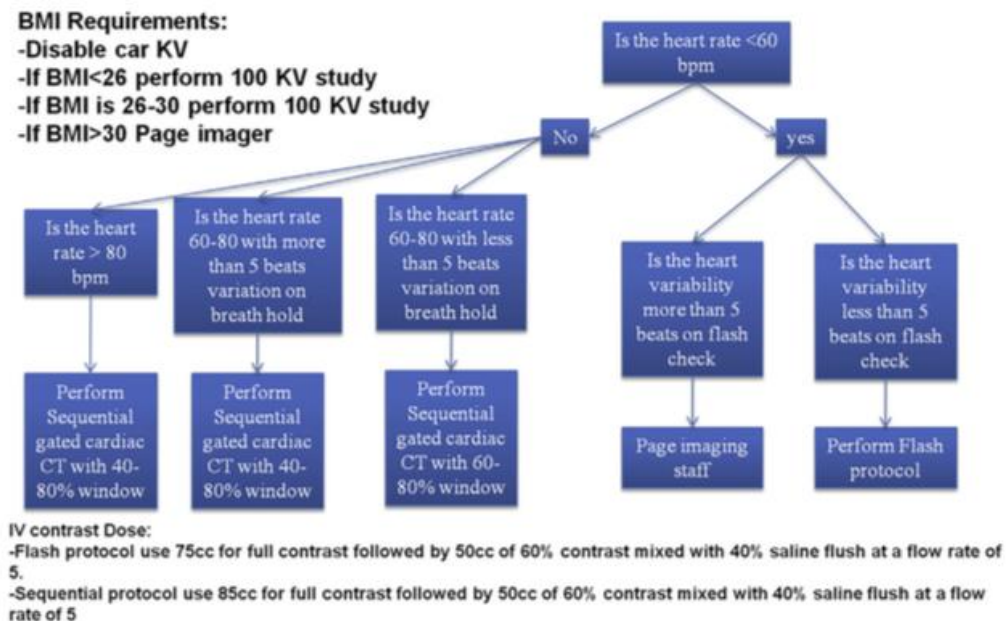 BMI Requirements:
-Disable car KV
-If BMI<26 perform 100 KV study
-If BMI is 26-30 perform 100 KV study
-If BMI>30 Page imager
Is the heart rate <60
bpm
No
yes
Is the heart
rate > 80
bpm
Is the heart rate
60-80 with more
than 5 beats
variation on
breath hold
Is the heart rate
60-80 with less
than 5 beats
variation on
breath hold
Is the heart
variability
more than 5
beats on flash
check
Is the heart
variability
less than 5
beats on flash
check
Perform
Sequential
gated cardiac
CT with 40-
80% window
Perform
Sequential
gated cardiac
CT with 40-
80% window
Perform
Sequential
gated cardiac
CT with 60-
80% window
Page imaging
staff
Perform Flash
protocol
IV contrast Dose:
-Flash protocol use 75cc for full contrast followed by 50cc of 60% contrast mixed with 40% saline flush at a flow rate of
5.
-Sequential protocol use 85cc for full contrast followed by 50cc of 60% contrast mixed with 40% saline flush at a flow
rate of 5